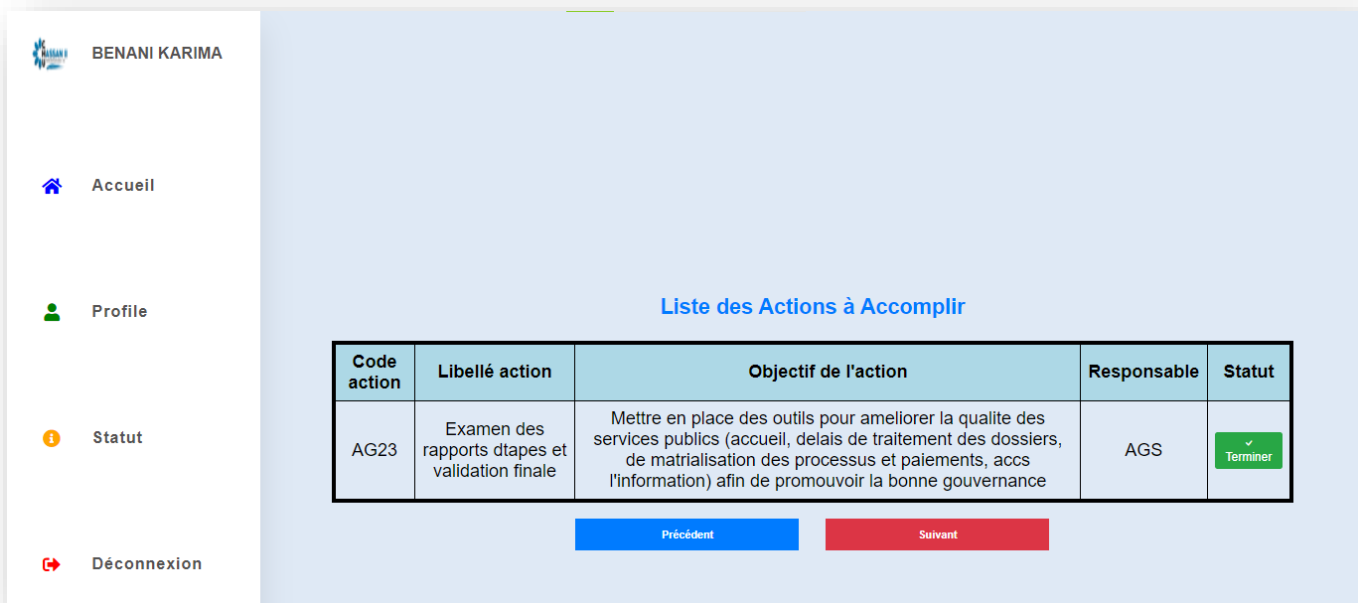 HASSAN II
BENANI KARIMA
Accueil
Profile
Statut
Déconnexion
Liste des Actions à Accomplir
Code
action
Libellé action
Objectif de l'action
Responsable
Statut
AG23
Examen des
rapports dtapes et
validation finale
Mettre en place des outils pour ameliorer la qualite des
services publics (accueil, delais de traitement des dossiers,
de matrialisation des processus et paiements, accs
l'information) afin de promouvoir la bonne gouvernance
AGS
Terminer
Précédent
Suivant